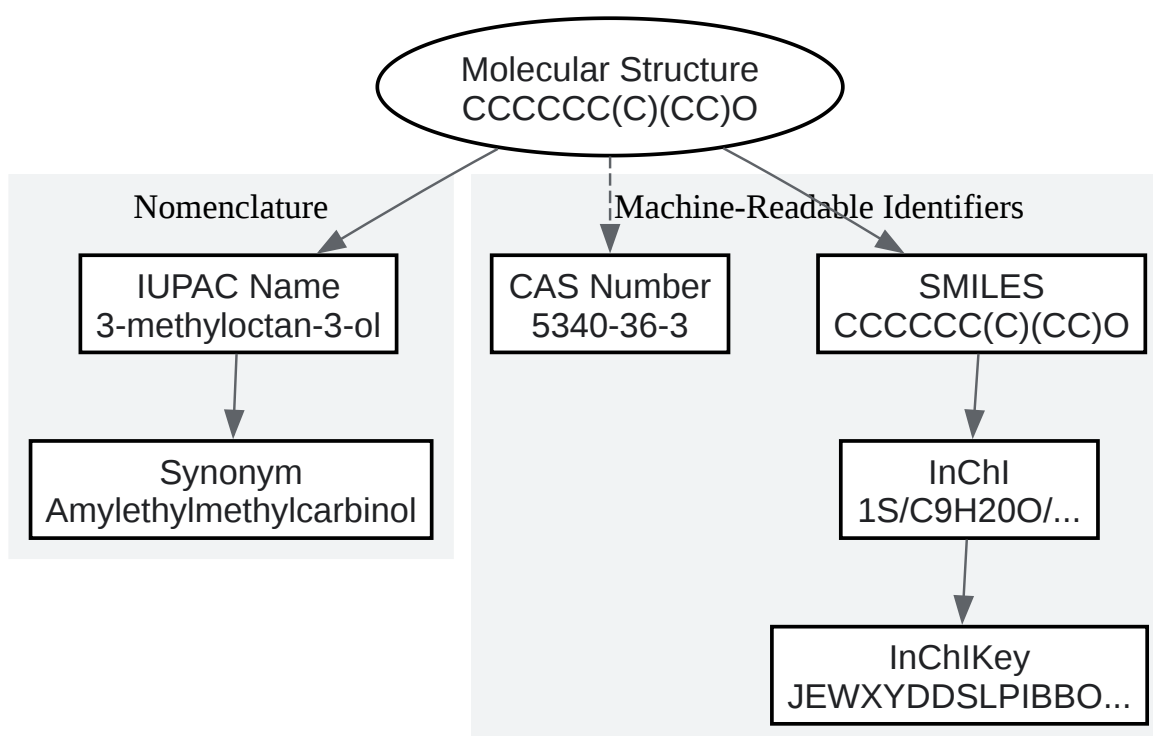 Molecular Structure
CCCCCC(C)(CC)O
Nomenclature
Machine-Readable Identifiers
IUPAC Name
3-methyloctan-3-ol
CAS Number
5340-36-3
SMILES
CCCCCC(C)(CC)O
Synonym
Amylethylmethylcarbinol
InChI
1S/C9H20O/...
InChIKey
JEWXYDDSLPIBBO...